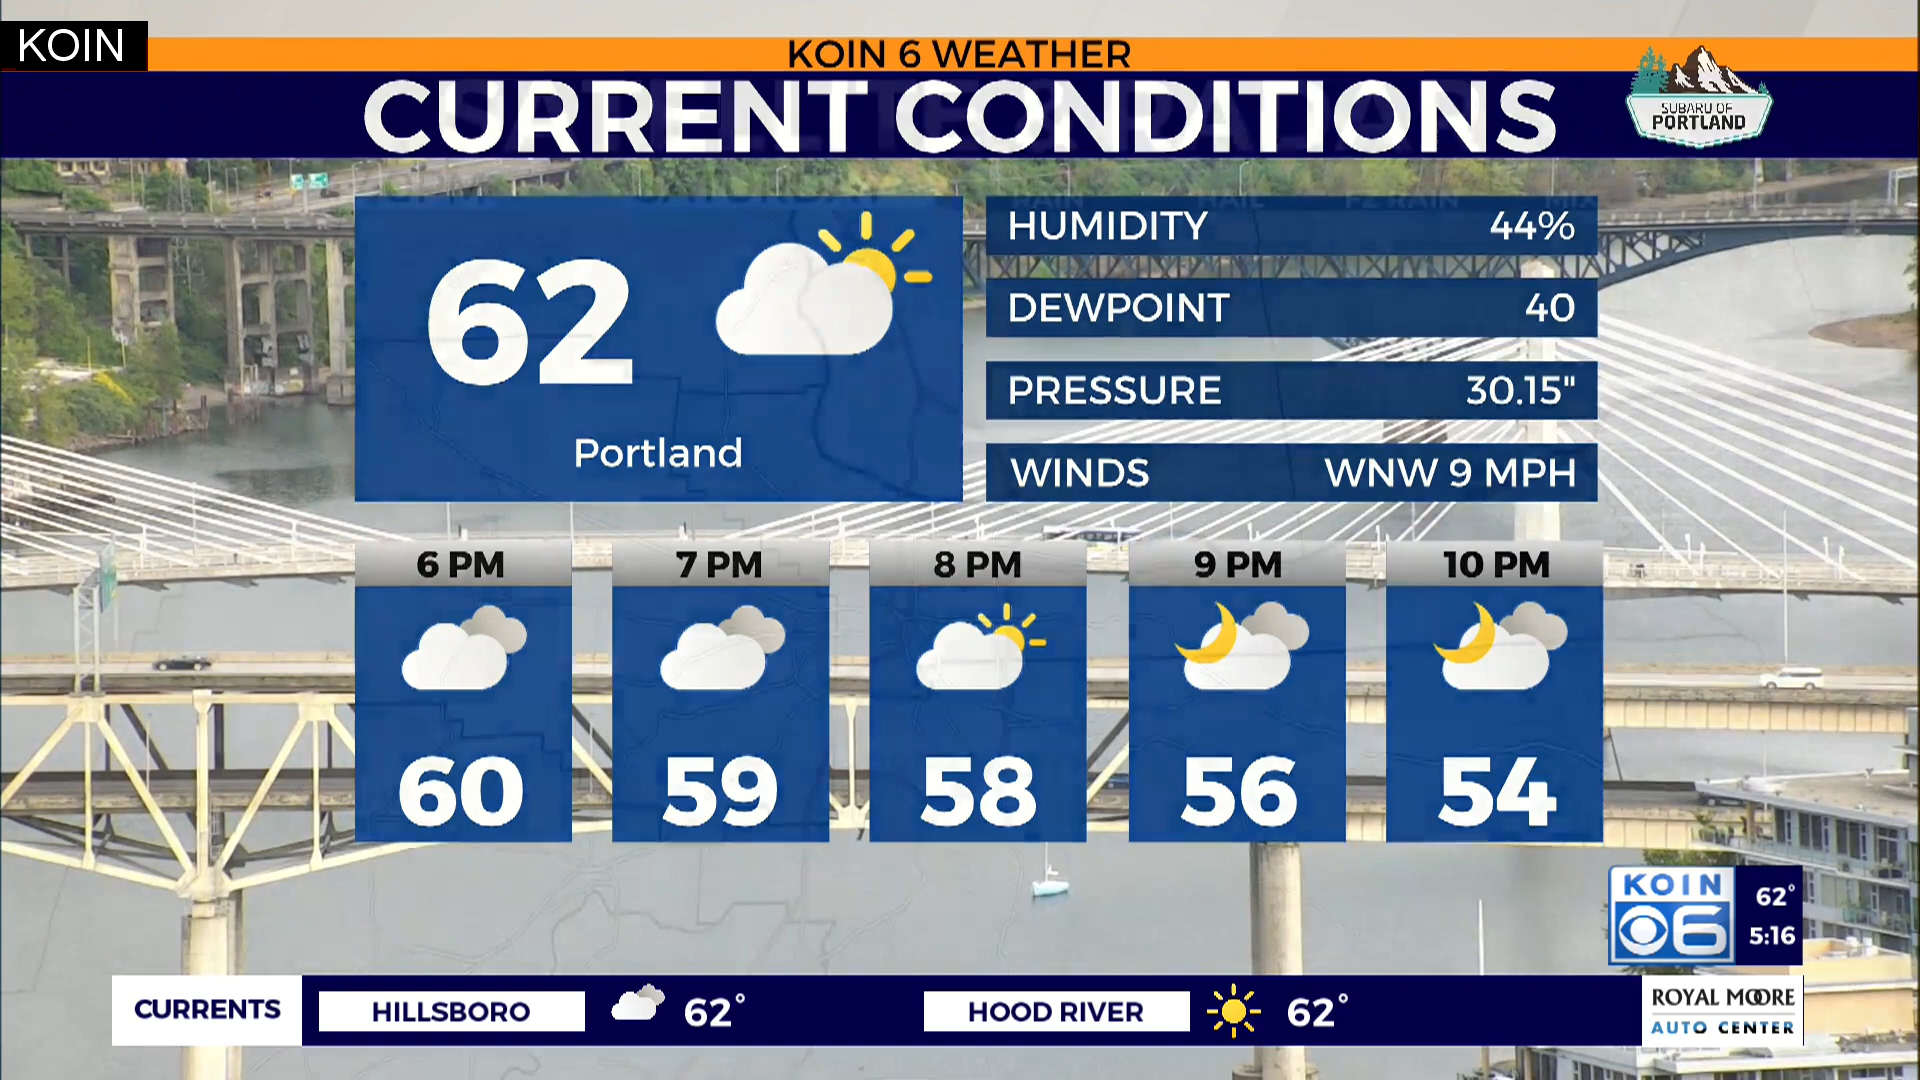 KOIN
KOIN 6 WEATHER
CURRENT CONDITIONS
SUBARU OF
PORTLAND
62
Portland
HUMIDITY 44%
DEWPOINT 40
PRESSURE 30.15"
WINDS WNW 9 MPH
6 PM 7 PM 8 PM 9 PM 10 PM
60 59 58 56 54
KOIN
6
62°
5:16
CURRENTS HILLSBORO 62° HOOD RIVER 62°
ROYAL MOORE
AUTO CENTER